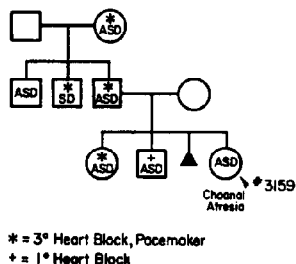 *
ASD
ASD
*
SD
*
ASD
*
ASD
+
ASD
ASD
# 3159
Choanal
Atresia
* = 3° Heart Block, Pacemaker
+ = 1° Heart Block